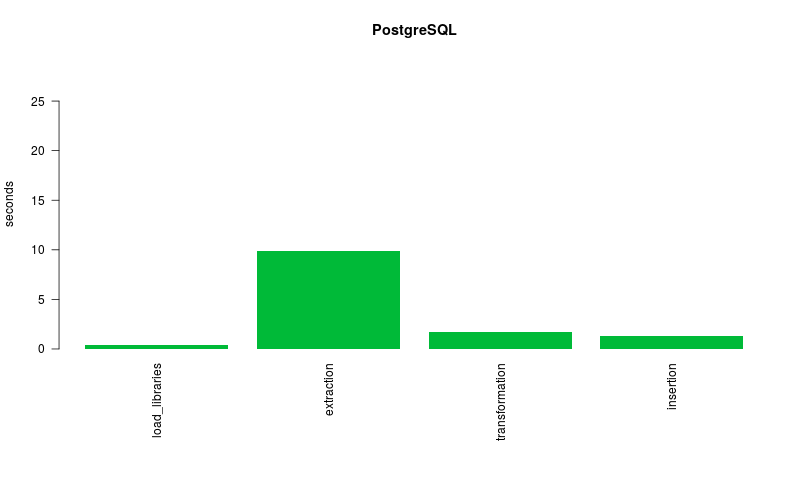 PostgreSQL
seconds
25
20
15
10
5
0
load_libraries
extraction
transformation
insertion